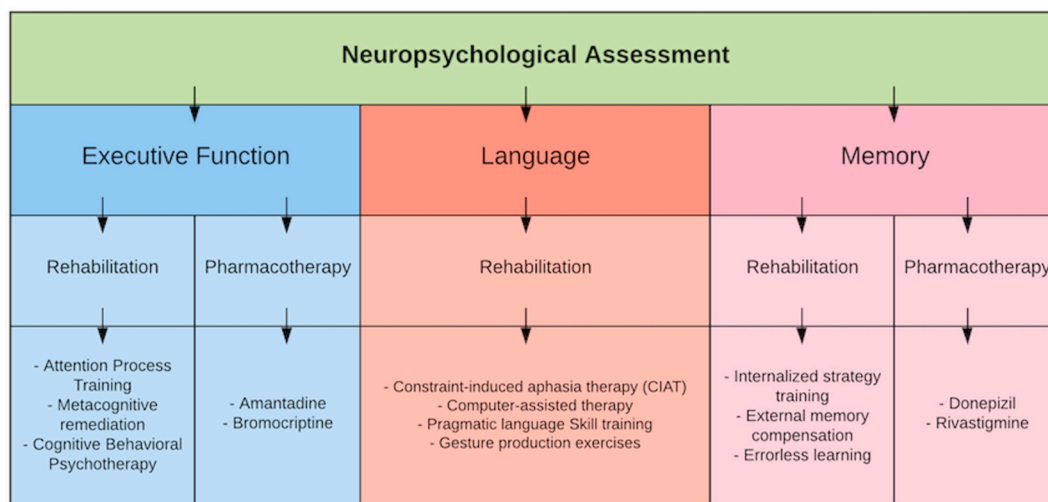 Neuropsychological Assessment
Executive Function
Language
Memory
Rehabilitation
Pharmacotherapy
Rehabilitation
Rehabilitation
Pharmacotherapy
- Attention Process
Training
- Metacognitive
remediation
- Cognitive Behavioral
Psychotherapy
- Amantadine
- Bromocriptine
- Constraint-induced aphasia therapy (CIAT)
- Computer-assisted therapy
- Pragmatic language Skill training
- Gesture production exercises
- Internalized strategy
training
- External memory
compensation
- Errorless learning
- Donepizil
- Rivastigmine